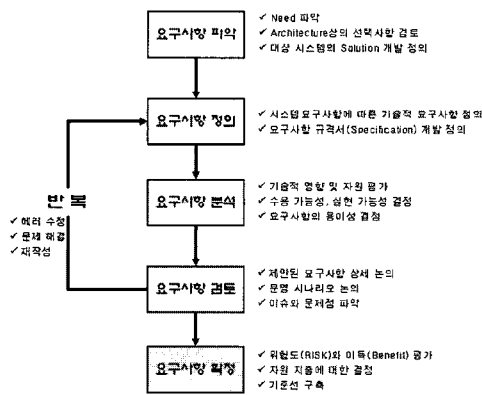 요구사항 파악
✓ Need 파악
✓ Architecture상의 선택사항 검토
✓ 대상 시스템의 Solution 개발 정의
요구사항 정의
✓ 시스템요구사항에 따른 기술적 요구사항 정의
✓ 요구사항 규격서(Specification) 개발 정의
반 복
✓ 에러 수정
✓ 문제 해결
✓ 재작성
요구사항 분석
✓ 기술적 영향 및 자원 평가
✓ 수용 가능성, 실현 가능성 결정
✓ 요구사항의 용이성 결정
요구사항 검토
✓ 제안된 요구사항 상세 논의
✓ 운영 시나리오 논의
✓ 이슈와 문제점 파악
요구사항 확정
✓ 위험도(RISK)와 이득(Benefit) 평가
✓ 자원 지출에 대한 결정
✓ 기준선 구축